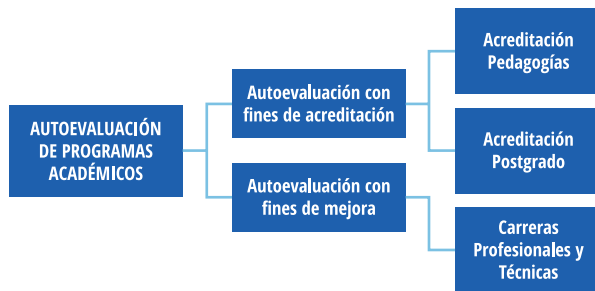 AUTOEVALUACIÓN
DE PROGRAMAS
ACADÉMICOS
Autoevaluación con
fines de acreditación
Autoevaluación con
fines de mejora
Acreditación
Pedagogías
Acreditación
Postgrado
Carreras
Profesionales y
Técnicas